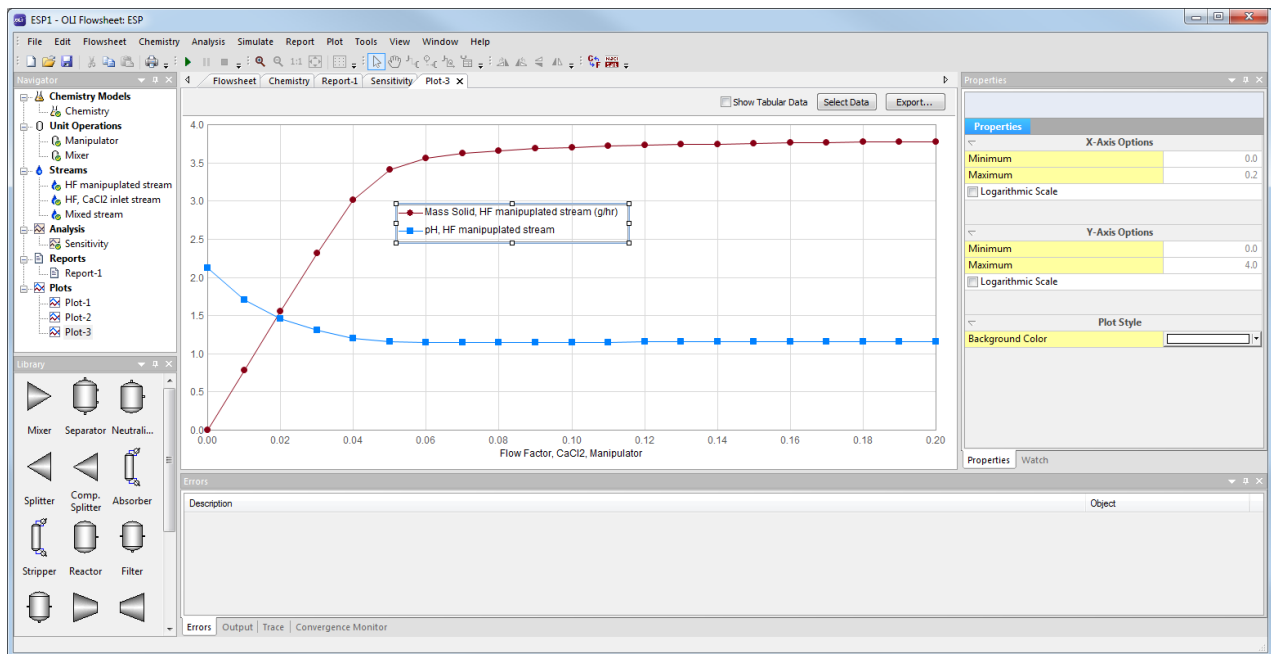 ESP1 - OLI Flowsheet: ESP
File Edit Flowsheet Chemistry Analysis Simulate Report Plot Tools View Window Help
1:1
Navigator
Chemistry Models
Chemistry
Unit Operations
Manipulator
Mixer
Streams
HF manipuplated stream
HF, CaCl2 inlet stream
Mixed stream
Analysis
Sensitivity
Reports
Report-1
Plots
Plot-1
Plot-2
Plot-3
Library
Mixer Separator Neutrali...
Splitter Comp. Splitter Absorber
Stripper Reactor Filter
Flowsheet Chemistry Report-1 Sensitivity Plot-3
Show Tabular Data Select Data Export...
4.0
3.5
3.0
2.5
2.0
1.5
1.0
0.5
0.0
Mass Solid, HF manipuplated stream (g/hr)
pH, HF manipuplated stream
0.00 0.02 0.04 0.06 0.08 0.10 0.12 0.14 0.16 0.18 0.20
Flow Factor, CaCl2, Manipulator
Properties
Properties
X-Axis Options
Minimum 0.0
Maximum 0.2
Logarithmic Scale
Y-Axis Options
Minimum 0.0
Maximum 4.0
Logarithmic Scale
Plot Style
Background Color
Properties Watch
Errors
Description Object
Errors Output Trace Convergence Monitor